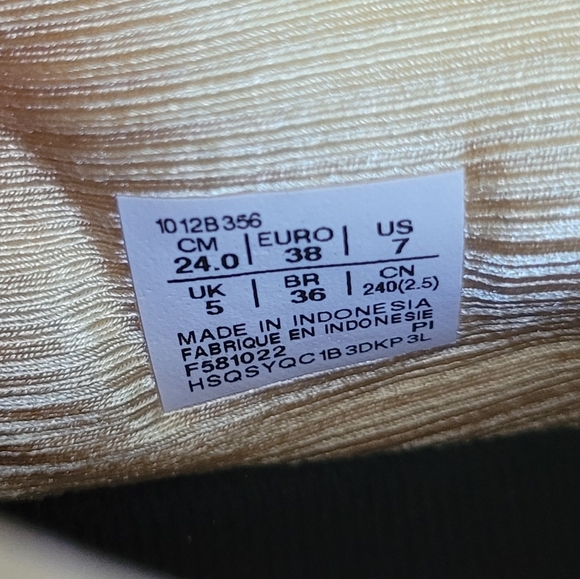 1012B356
CM | EURO | US
24.0 38 7
UK | BR | CN
5 36 240(2.5)
MADE IN INDONESIA
FABRIQUE EN INDONESIE
F581022 PI
HSQSYQC1B3DKP3L